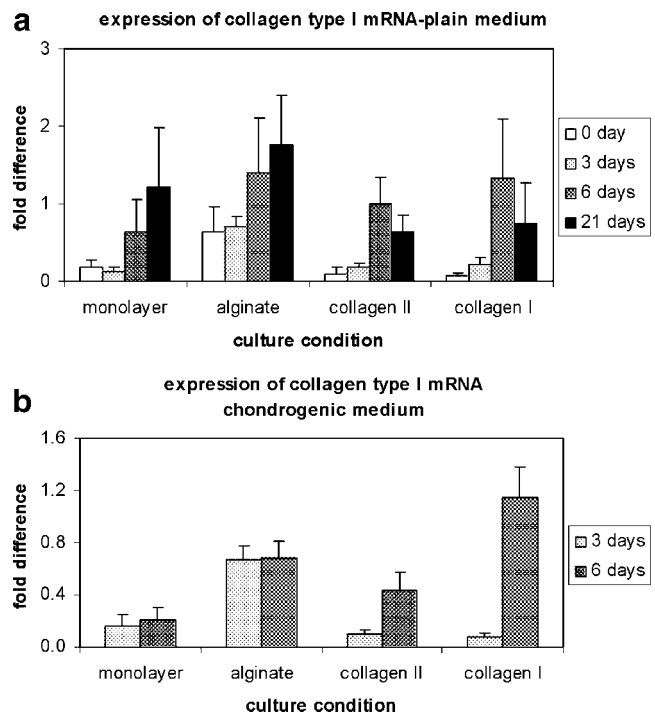 a
expression of collagen type I mRNA-plain medium
3
2
1
0
fold difference
monolayer alginate collagen II collagen I
culture condition
0 day
3 days
6 days
21 days
b
expression of collagen type I mRNA
chondrogenic medium
1.6
1.2
0.8
0.4
0.0
fold difference
monolayer alginate collagen II collagen I
culture condition
3 days
6 days